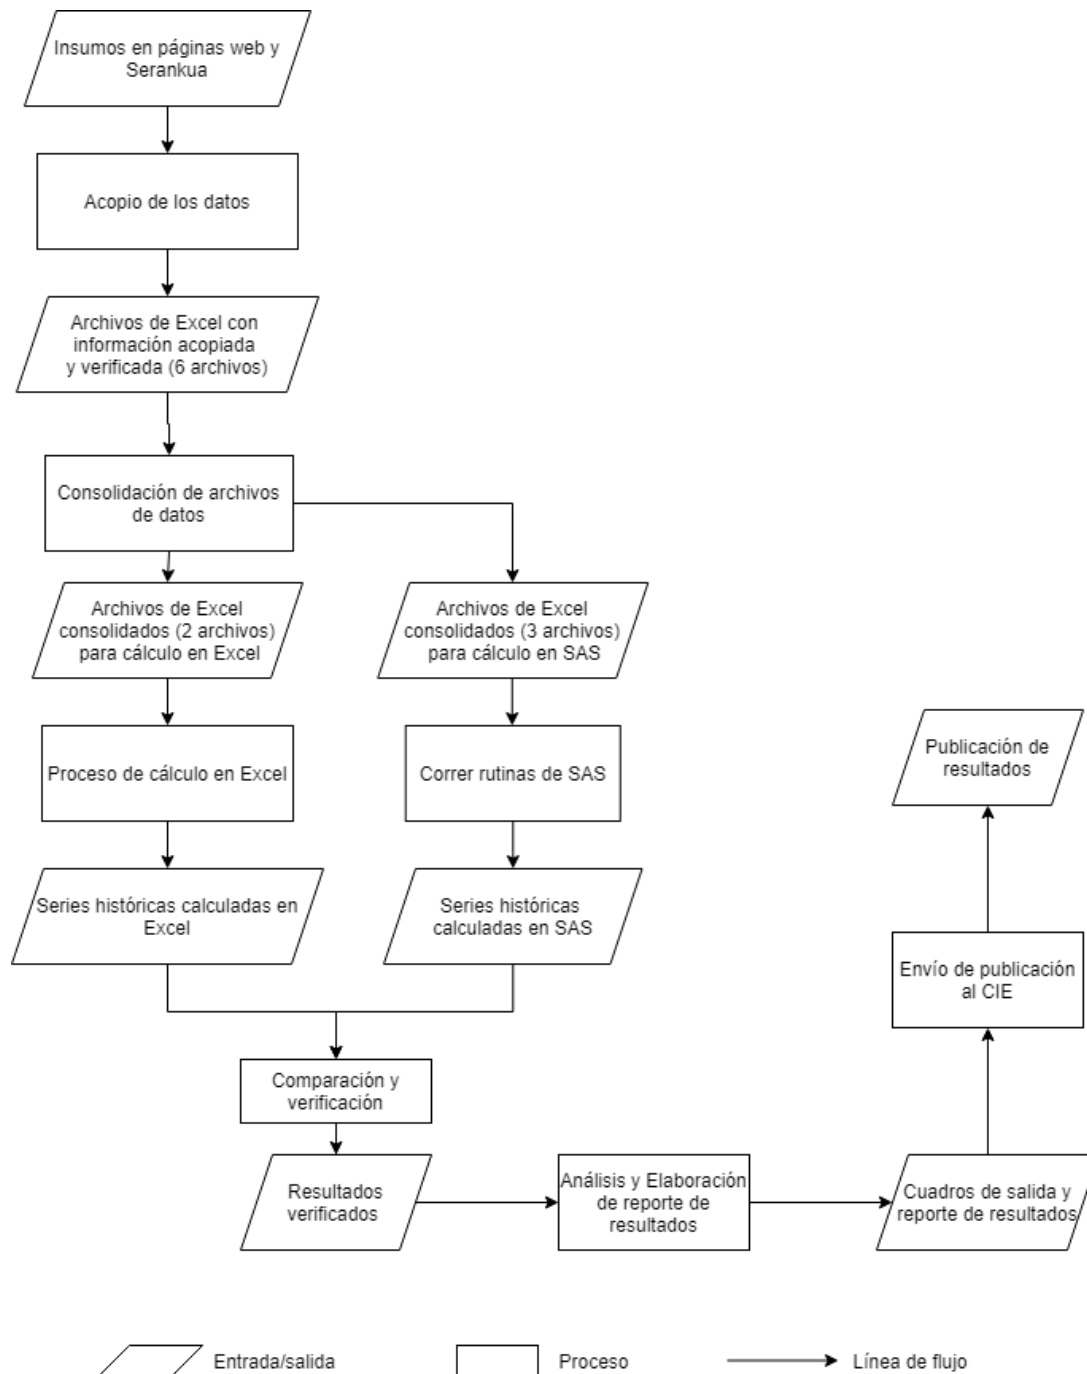 Insumos en páginas web y
Serankua
Acopio de los datos
Archivos de Excel con
información acopiada
y verificada (6 archivos)
Consolidación de archivos
de datos
Archivos de Excel
consolidados (2 archivos)
para cálculo en Excel
Archivos de Excel
consolidados (3 archivos)
para cálculo en SAS
Proceso de cálculo en Excel
Correr rutinas de SAS
Publicación de
resultados
Series históricas calculadas en
Excel
Series históricas
calculadas en SAS
Envío de publicación
al CIE
Comparación y
verificación
Resultados
verificados
Análisis y Elaboración
de reporte de
resultados
Cuadros de salida y
reporte de resultados
Entrada/salida
Proceso
Línea de flujo